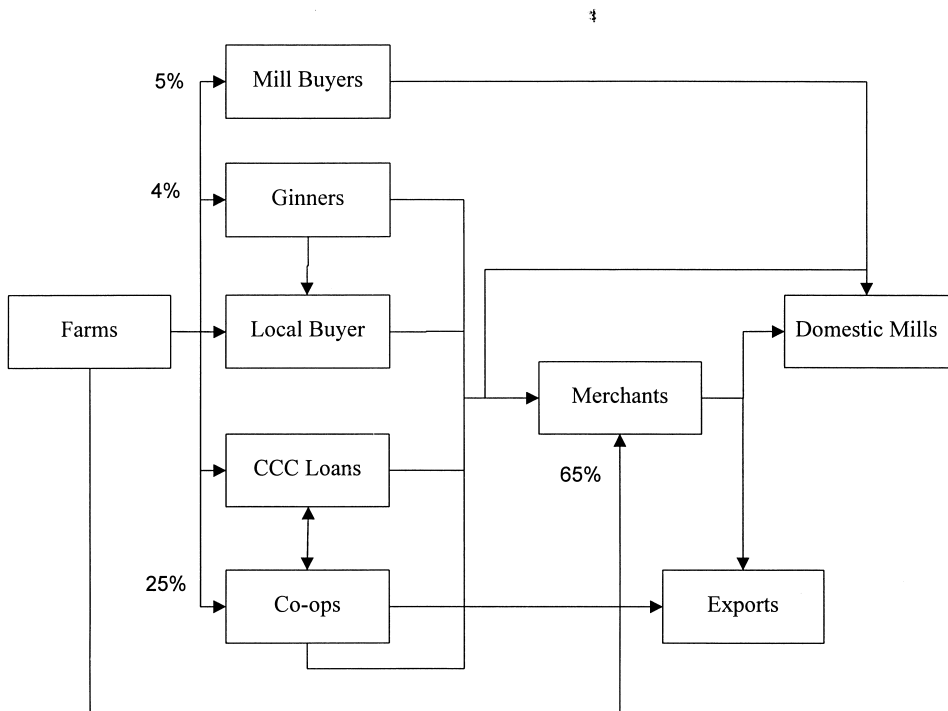 5%
Mill Buyers
4%
Ginners
Farms
Local Buyer
Domestic Mills
Merchants
CCC Loans
65%
25%
Co-ops
Exports